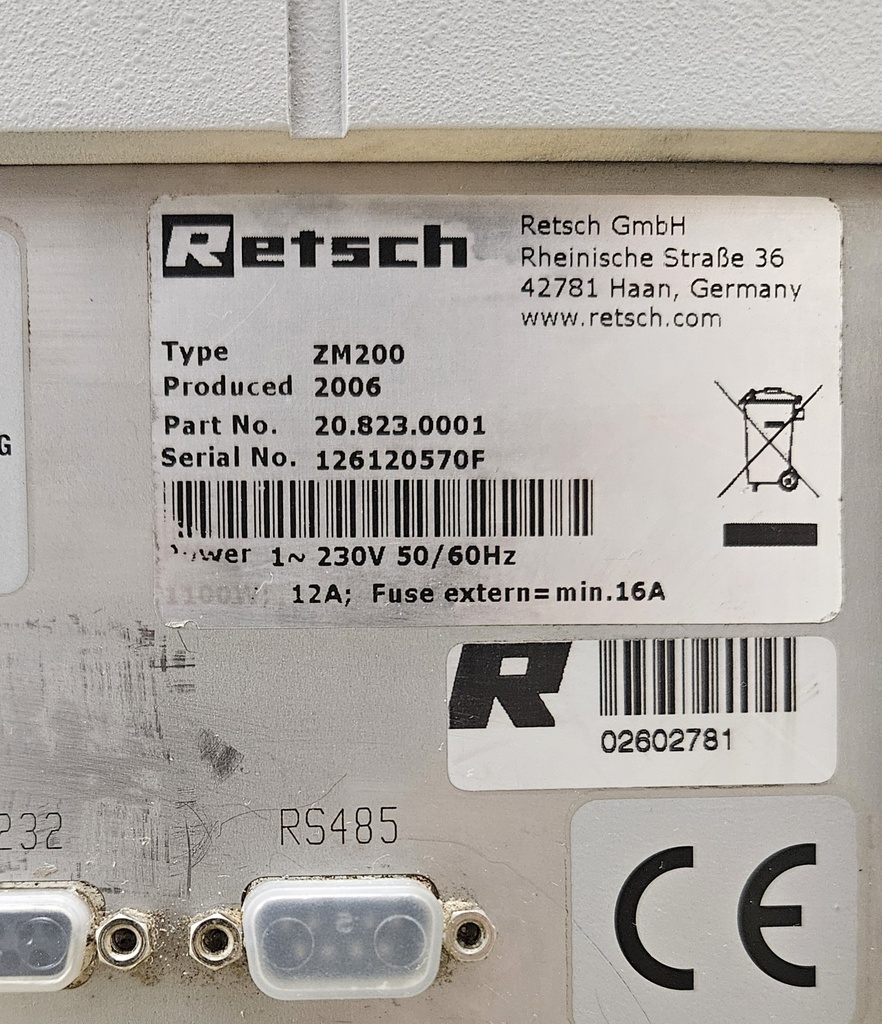 Retsch
Retsch GmbH
Rheinische Straße 36
42781 Haan, Germany
www.retsch.com
Type ZM200
Produced 2006
Part No. 20.823.0001
Serial No. 126120570F
Power 1~ 230V 50/60Hz
12A; Fuse extern=min.16A
G
R
02602781
232
RS485
CE